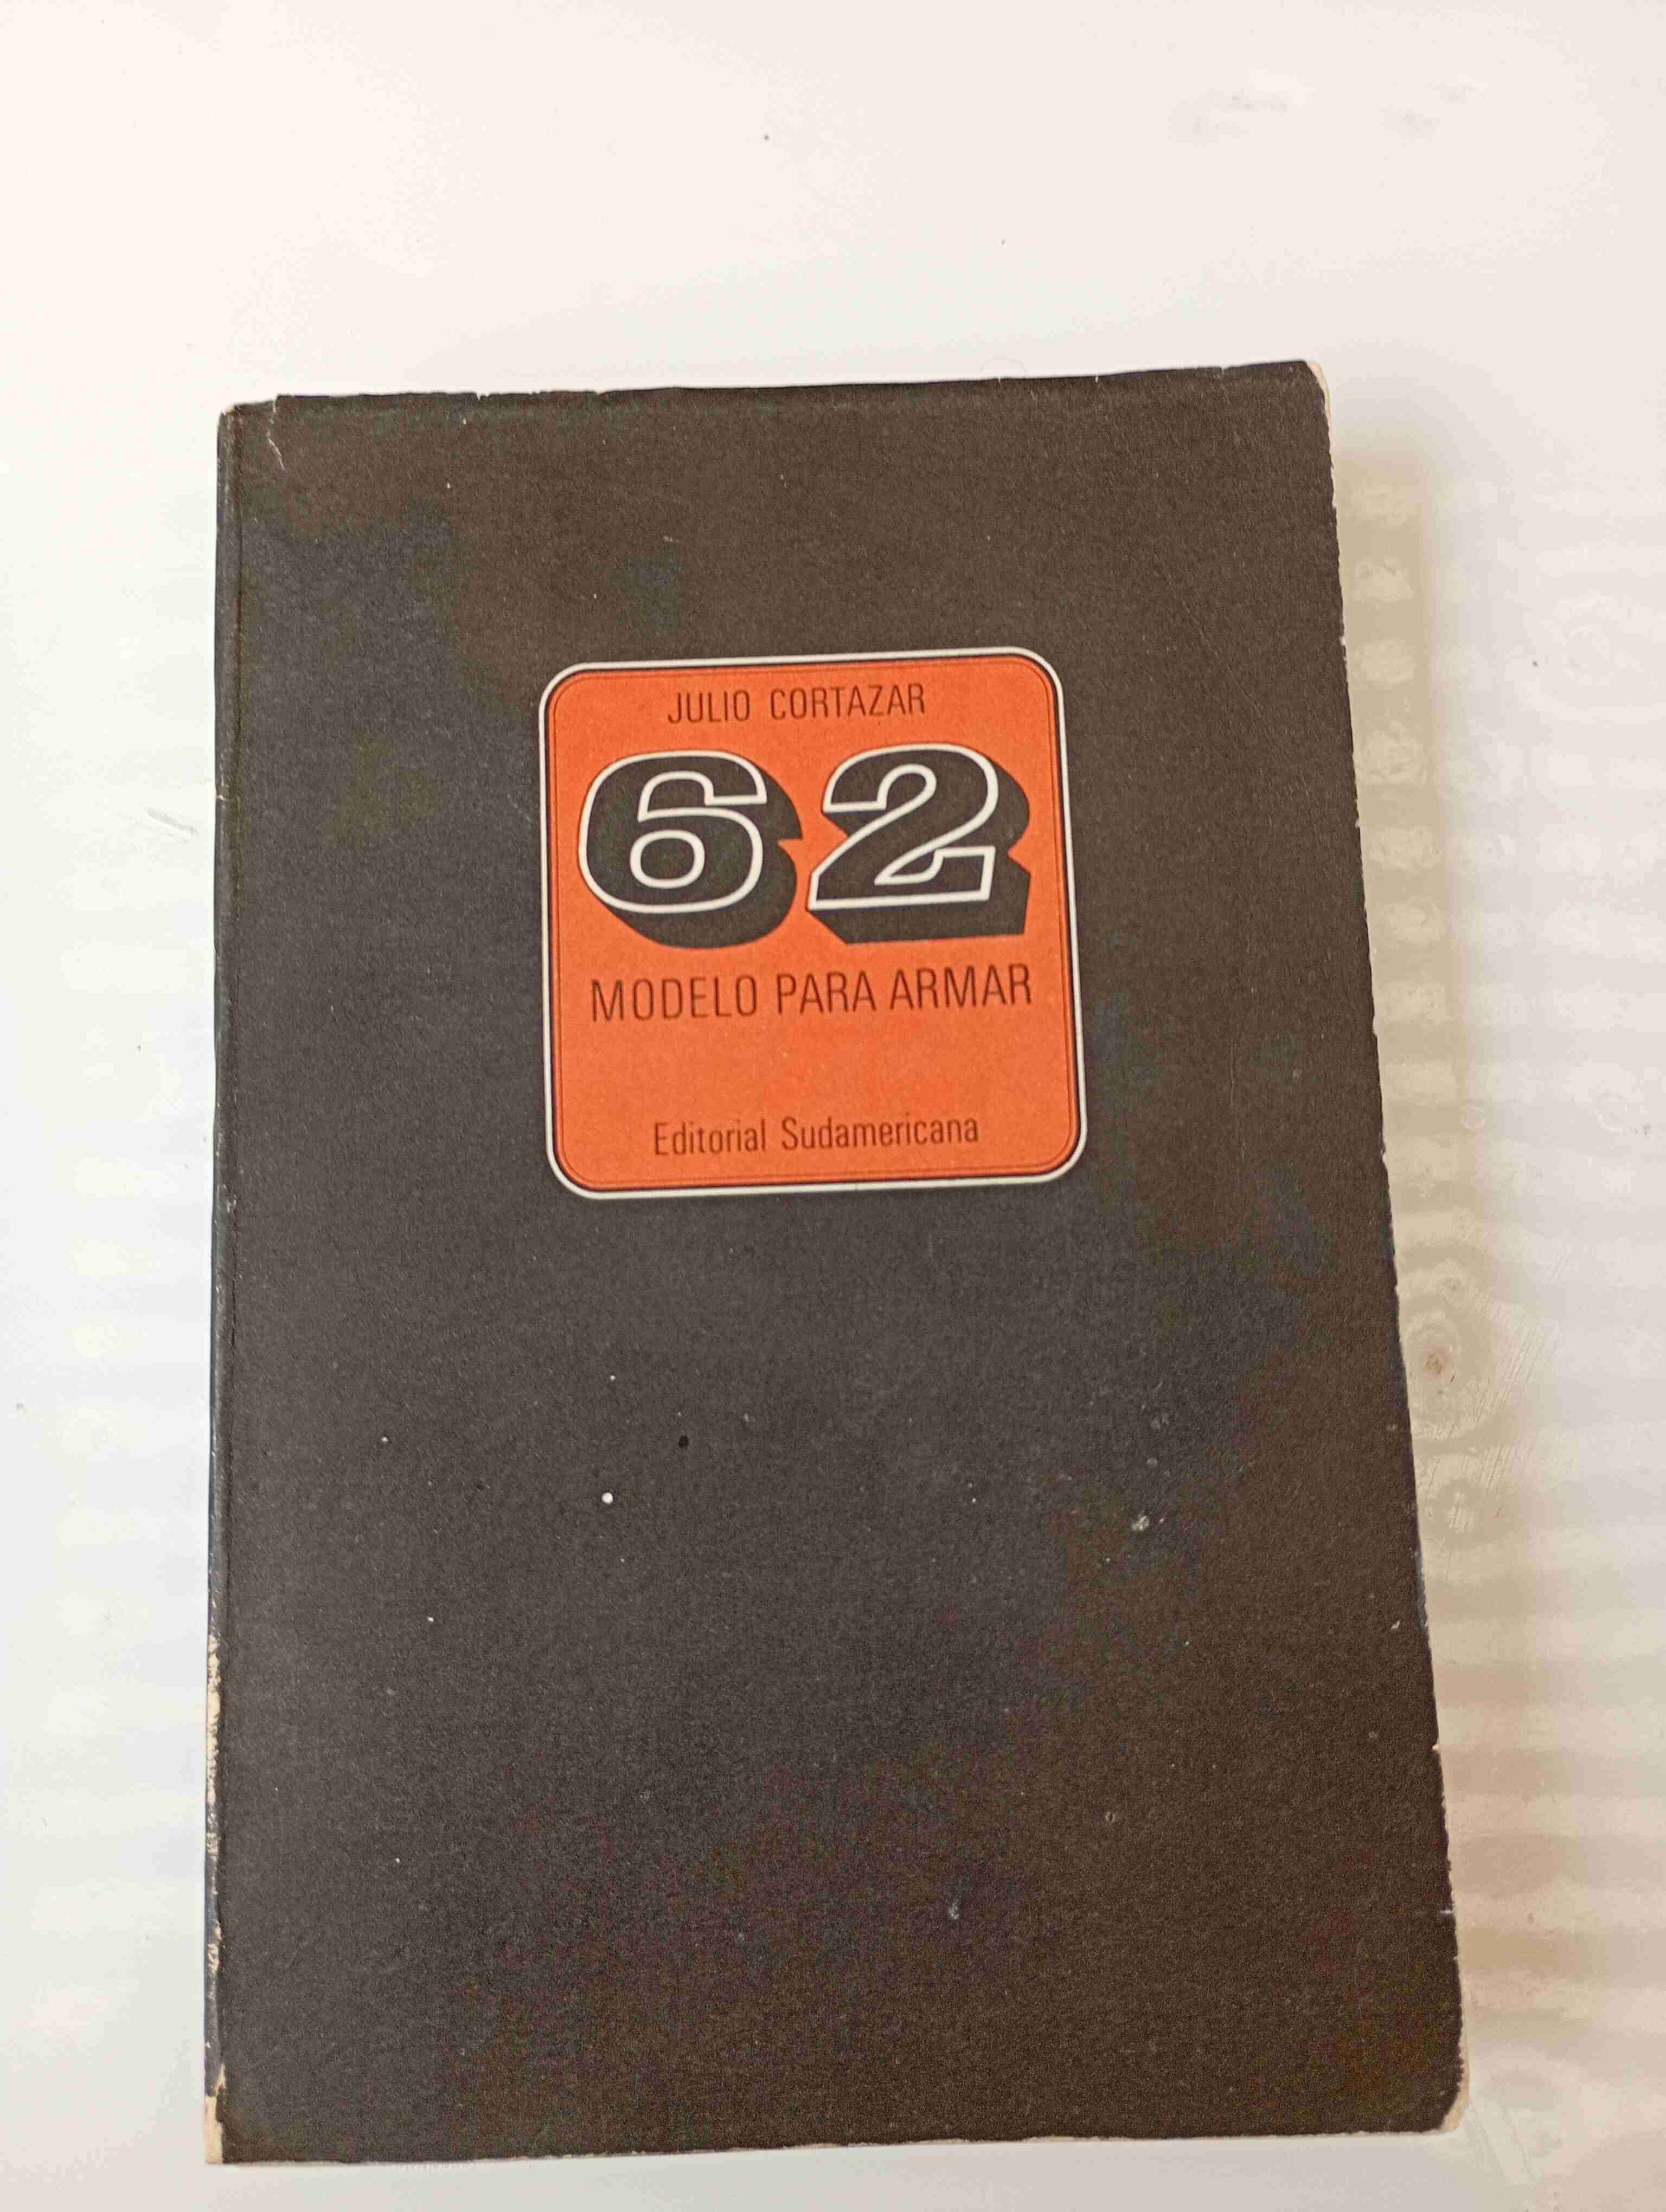 JULIO CORTAZAR
62
MODELO PARA ARMAR
Editorial Sudamericana